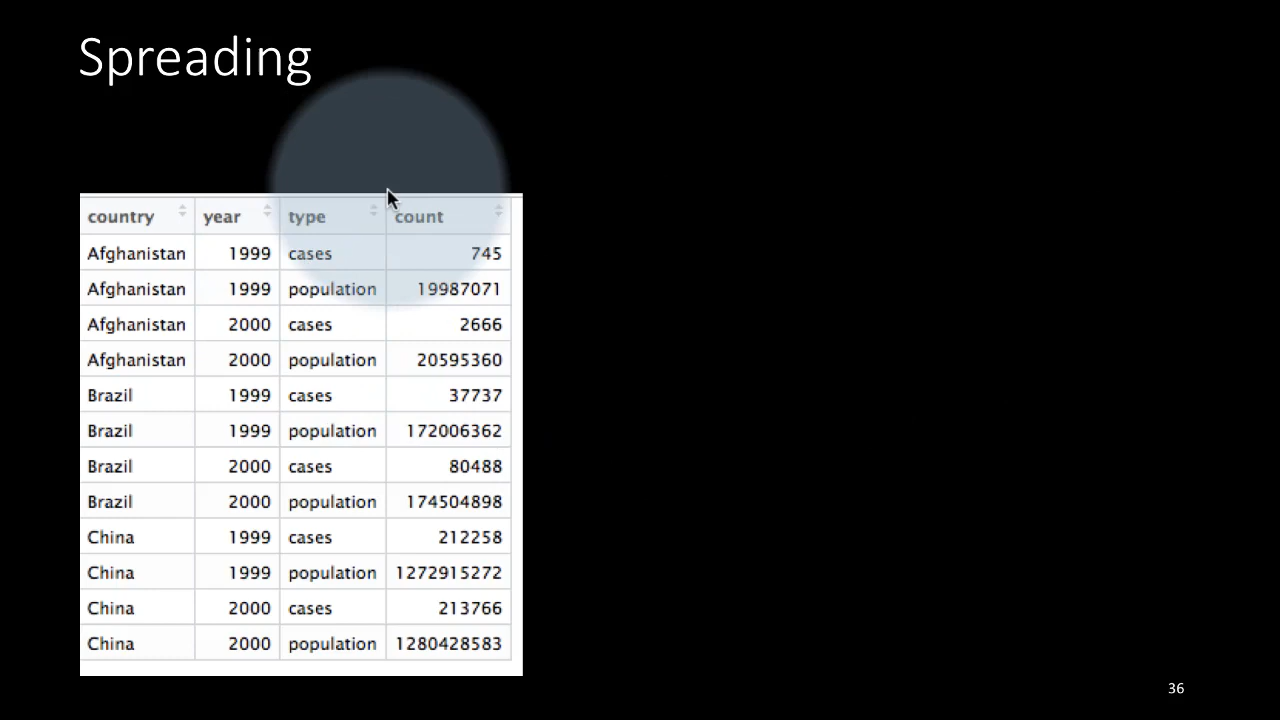 Spreading
country year type count
Afghanistan 1999 cases 745
Afghanistan 1999 population 19987071
Afghanistan 2000 cases 2666
Afghanistan 2000 population 20595360
Brazil 1999 cases 37737
Brazil 1999 population 172006362
Brazil 2000 cases 80488
Brazil 2000 population 174504898
China 1999 cases 212258
China 1999 population 1272915272
China 2000 cases 213766
China 2000 population 1280428583
36